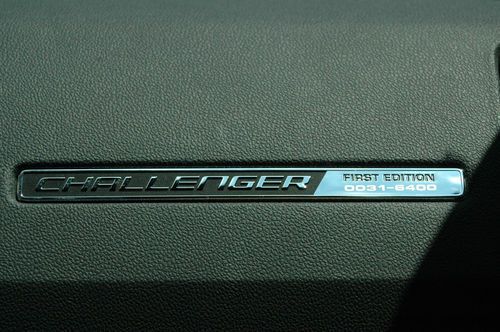 CHALLENGER
FIRST EDITION
0031-6400